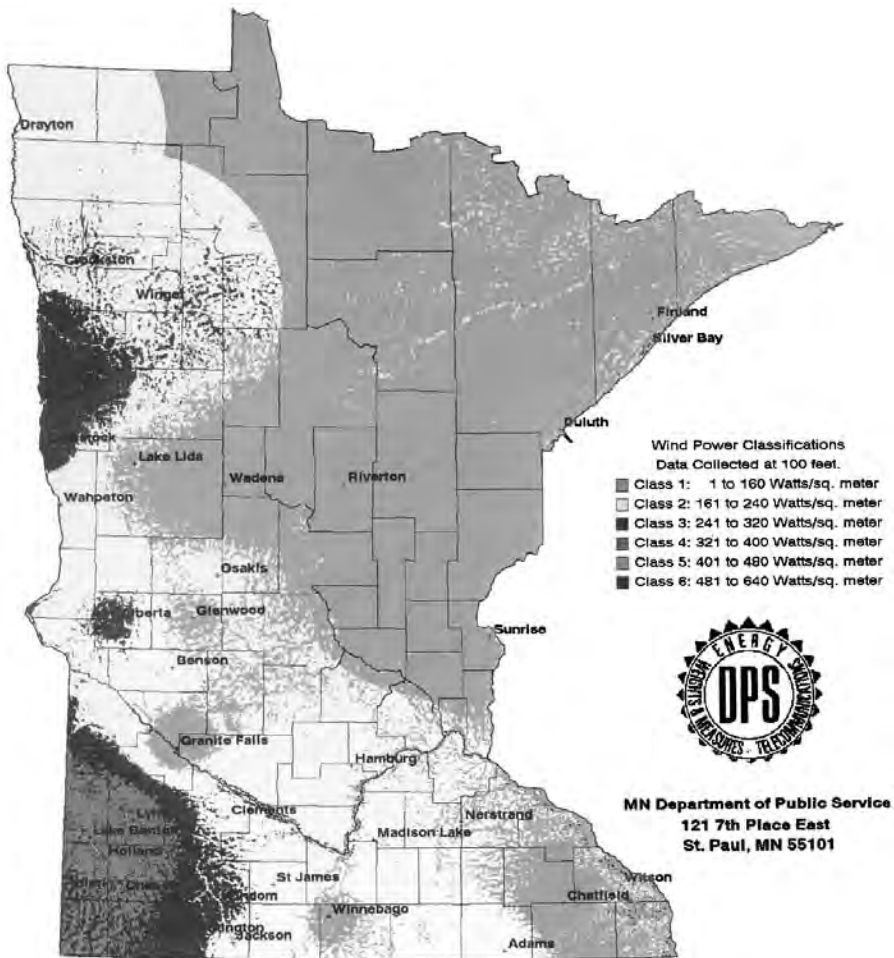 Drayton
Crookston
Winger
Finland
Silver Bay
Duluth
Lake Lida
Wadena
Riverton
Wahpeton
Osakis
Glenwood
Sunrise
Benson
Granite Falls
Hamburg
Clements
Nerstrand
Lake Benton
Madison Lake
Holland
St James
Wilson
Chatfield
Winnebago
Jackson
Adams
Wind Power Classifications
Data Collected at 100 feet.
Class 1: 1 to 160 Watts/sq. meter
Class 2: 161 to 240 Watts/sq. meter
Class 3: 241 to 320 Watts/sq. meter
Class 4: 321 to 400 Watts/sq. meter
Class 5: 401 to 480 Watts/sq. meter
Class 6: 481 to 640 Watts/sq. meter
ENERGY
WEIGHTS & MEASURES - TELECOMMUNICATIONS
DPS
MN Department of Public Service
121 7th Place East
St. Paul, MN 55101